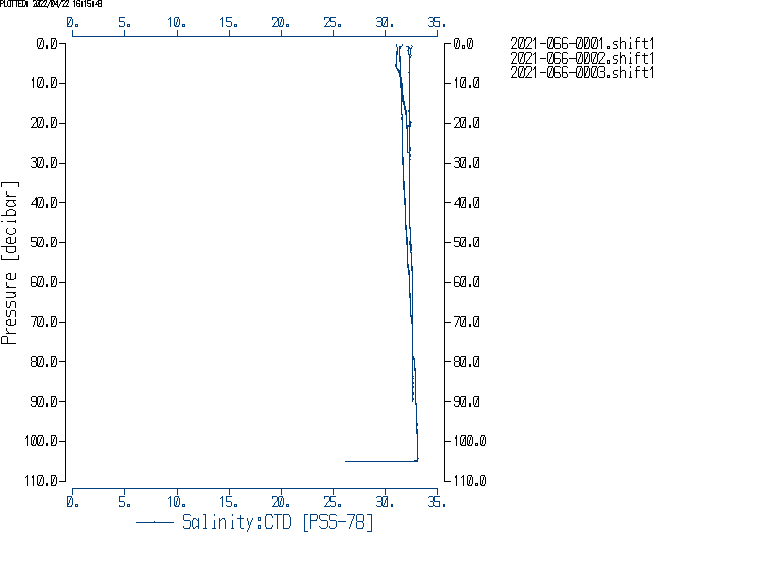 PLOTTED: 2022/04/22 16:15:43
0. 5. 10. 15. 20. 25. 30. 35.
0.0 0.0
10.0 10.0
20.0 20.0
30.0 30.0
40.0 40.0
50.0 50.0
60.0 60.0
70.0 70.0
80.0 80.0
90.0 90.0
100.0 100.0
110.0 110.0
Pressure [decibar]
0. 5. 10. 15. 20. 25. 30. 35.
Salinity:CTD [PSS-78]
2021-066-0001.shift1
2021-066-0002.shift1
2021-066-0003.shift1